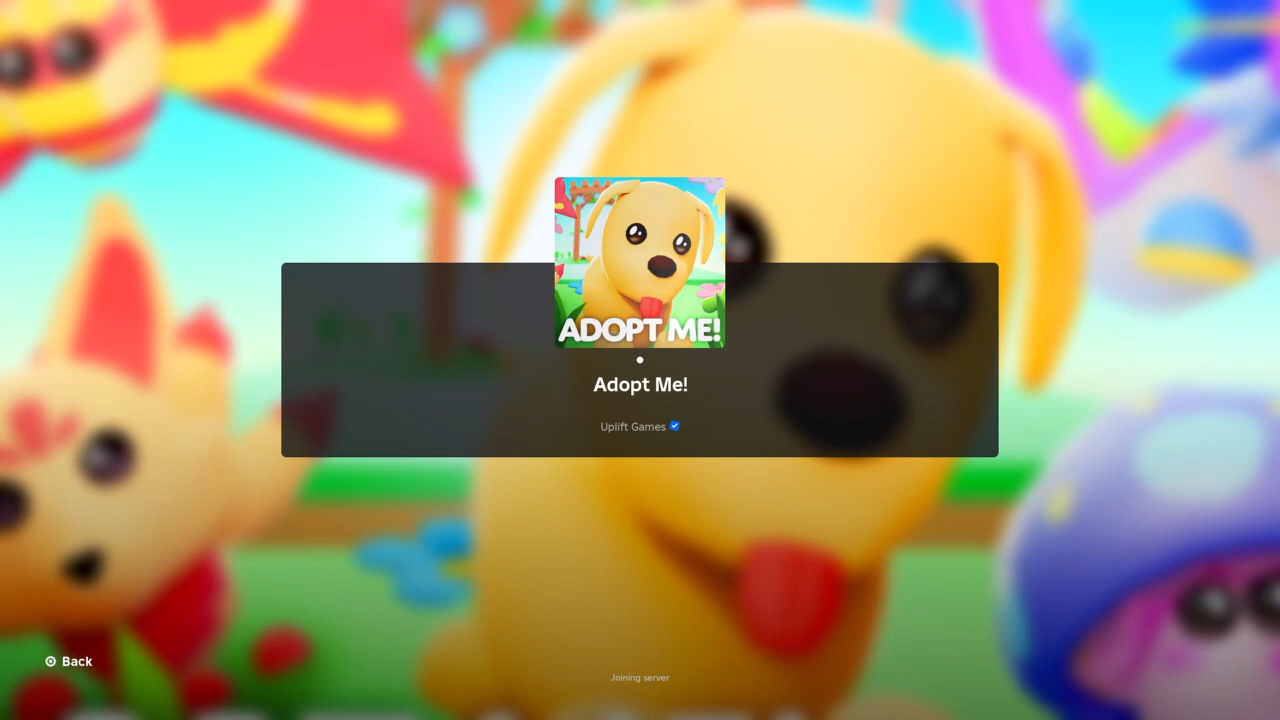 ADOPT ME!
Adopt Me!
Uplift Games
Back
Joining server